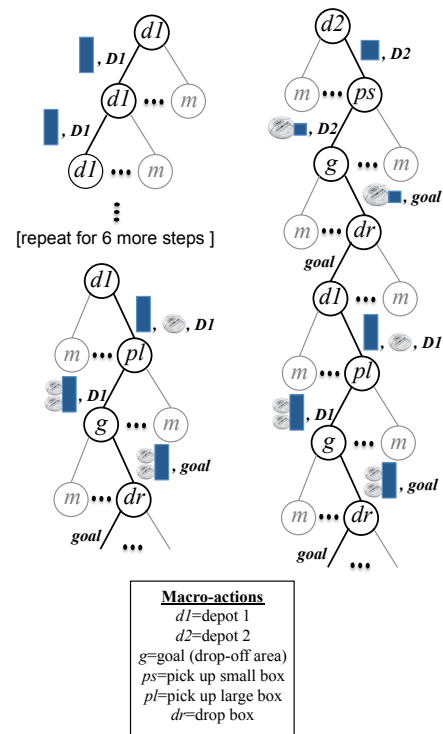 d1
, D1
d1
m
, D1
d1
m
[repeat for 6 more steps ]
d1
, , D1
m
pl
, D1
g
m
, goal
m
dr
goal
d2
, D2
m
ps
, D2
g
m
, goal
m
dr
goal
d1
m
, , D1
m
pl
, D1
g
m
, goal
m
dr
goal
Macro-actions
d1=depot 1
d2=depot 2
g=goal (drop-off area)
ps=pick up small box
pl=pick up large box
dr=drop box